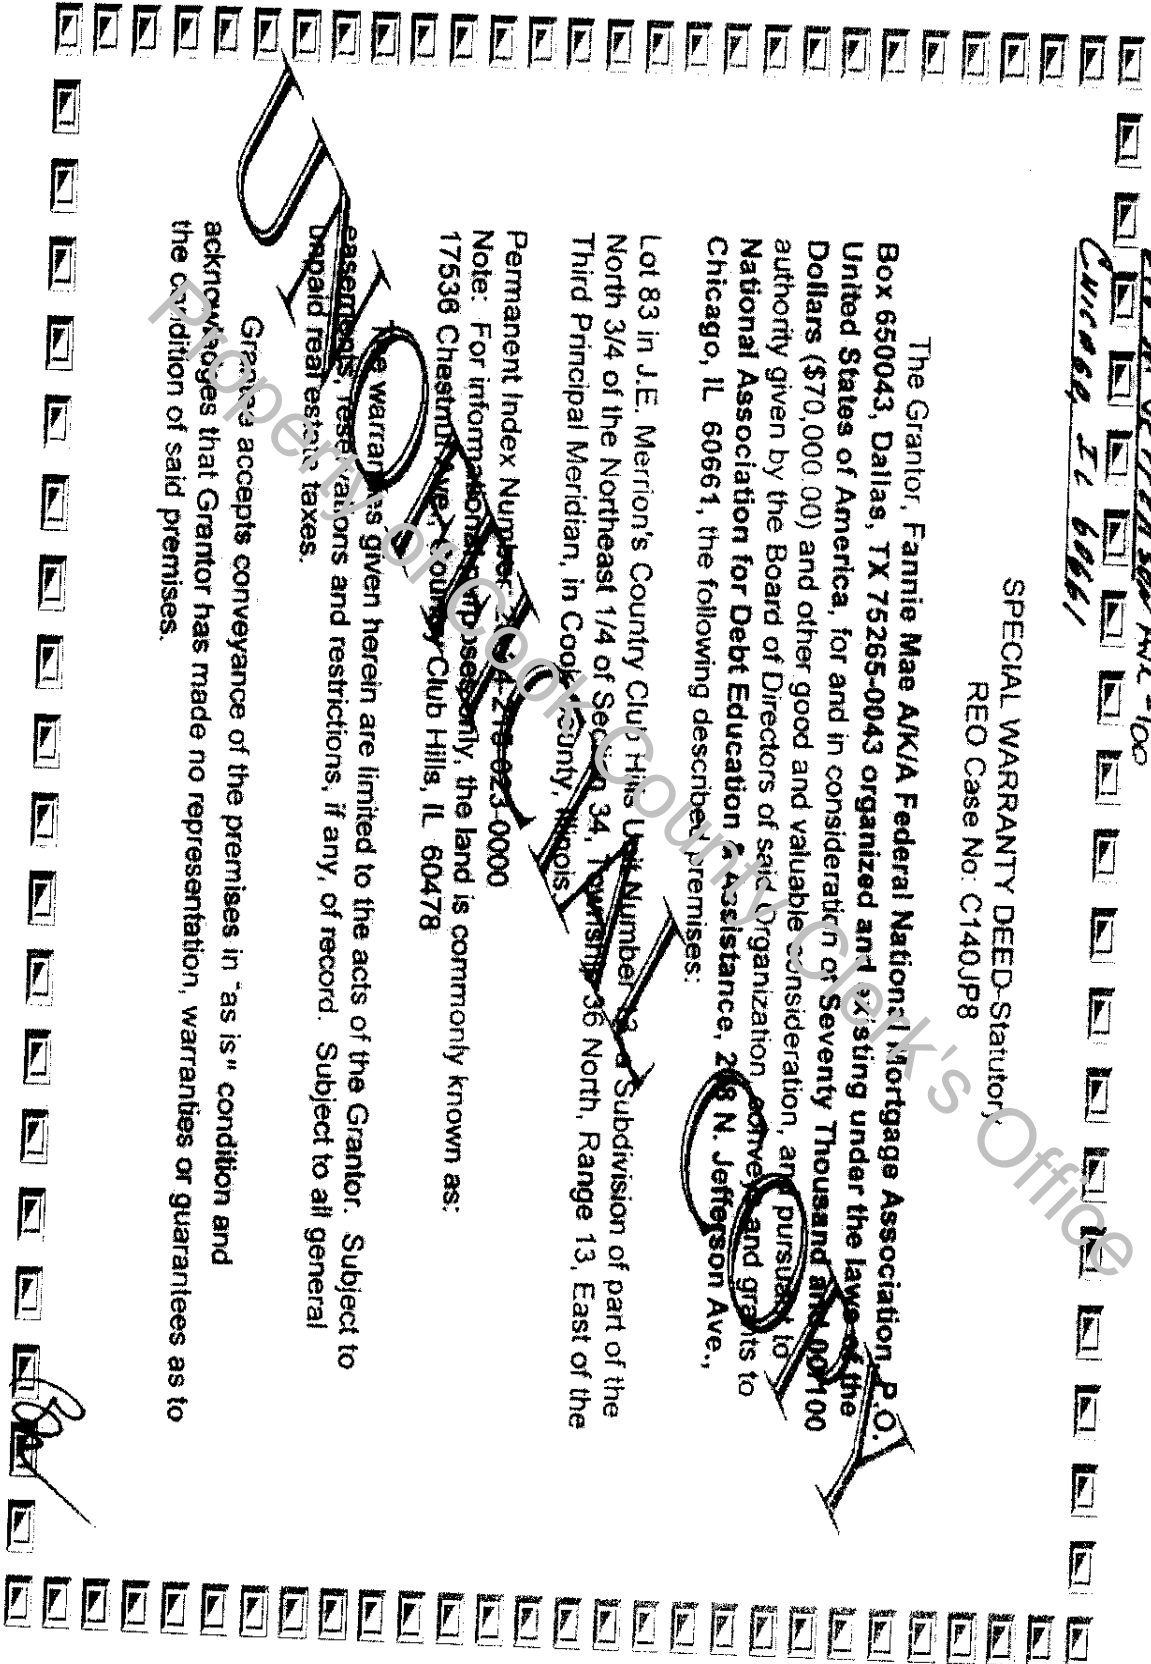 CHICAGO, IL 60661
SPECIAL WARRANTY DEED-Statutory
REO Case No: C140JP8
The Grantor, Fannie Mae A/K/A Federal National Mortgage Association, P.O.
Box 650043, Dallas, TX 75265-0043 organized and existing under the laws of the
United States of America, for and in consideration of Seventy Thousand and 00/100
Dollars ($70,000.00) and other good and valuable consideration, and pursuant to
authority given by the Board of Directors of said Organization, conveys and grants to
National Association for Debt Education & Assistance, N. Jefferson Ave.,
Chicago, IL 60661, the following described premises:
Lot 83 in J.E. Merrion's Country Club Hills Unit Number a Subdivision of part of the
North 3/4 of the Northeast 1/4 of Section 34, Township 36 North, Range 13, East of the
Third Principal Meridian, in Cook County, Illinois
Permanent Index Number: 023-0000
Note: For informational purposes only, the land is commonly known as:
17536 Chestnut Ave., Country Club Hills, IL 60478
The warranties given herein are limited to the acts of the Grantor. Subject to
easements, reservations and restrictions, if any, of record. Subject to all general
unpaid real estate taxes.
Grantee accepts conveyance of the premises in "as is" condition and
acknowledges that Grantor has made no representation, warranties or guarantees as to
the condition of said premises.
UNOFFICIAL COPY
Property of Cook County Clerk's Office